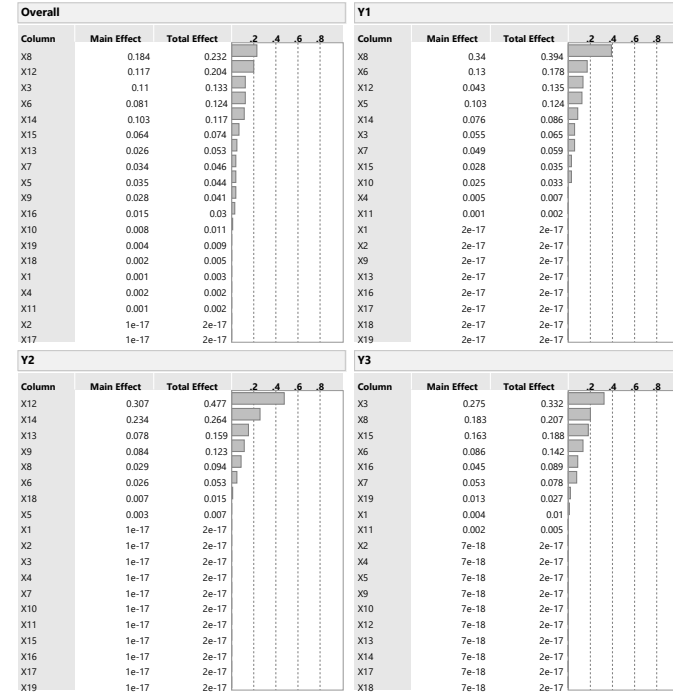 Overall
Column Main Effect Total Effect .2 .4 .6 .8
X8 0.184 0.232
X12 0.117 0.204
X3 0.11 0.133
X6 0.081 0.124
X14 0.103 0.117
X15 0.064 0.074
X13 0.026 0.053
X7 0.034 0.046
X5 0.035 0.044
X9 0.028 0.041
X16 0.015 0.03
X10 0.008 0.011
X19 0.004 0.009
X18 0.002 0.005
X1 0.001 0.003
X4 0.002 0.002
X11 0.001 0.002
X2 1e-17 2e-17
X17 1e-17 2e-17
Y1
Column Main Effect Total Effect .2 .4 .6 .8
X8 0.34 0.394
X6 0.13 0.178
X12 0.043 0.135
X5 0.103 0.124
X14 0.076 0.086
X3 0.055 0.065
X7 0.049 0.059
X15 0.028 0.035
X10 0.025 0.033
X4 0.005 0.007
X11 0.001 0.002
X1 2e-17 2e-17
X2 2e-17 2e-17
X9 2e-17 2e-17
X13 2e-17 2e-17
X16 2e-17 2e-17
X17 2e-17 2e-17
X18 2e-17 2e-17
X19 2e-17 2e-17
Y2
Column Main Effect Total Effect .2 .4 .6 .8
X12 0.307 0.477
X14 0.234 0.264
X13 0.078 0.159
X9 0.084 0.123
X8 0.029 0.094
X6 0.026 0.053
X18 0.007 0.015
X5 0.003 0.007
X1 1e-17 2e-17
X2 1e-17 2e-17
X3 1e-17 2e-17
X4 1e-17 2e-17
X7 1e-17 2e-17
X10 1e-17 2e-17
X11 1e-17 2e-17
X15 1e-17 2e-17
X16 1e-17 2e-17
X17 1e-17 2e-17
X19 1e-17 2e-17
Y3
Column Main Effect Total Effect .2 .4 .6 .8
X3 0.275 0.332
X8 0.183 0.207
X15 0.163 0.188
X6 0.086 0.142
X16 0.045 0.089
X7 0.053 0.078
X19 0.013 0.027
X1 0.004 0.01
X11 0.002 0.005
X2 7e-18 2e-17
X4 7e-18 2e-17
X5 7e-18 2e-17
X9 7e-18 2e-17
X10 7e-18 2e-17
X12 7e-18 2e-17
X13 7e-18 2e-17
X14 7e-18 2e-17
X17 7e-18 2e-17
X18 7e-18 2e-17